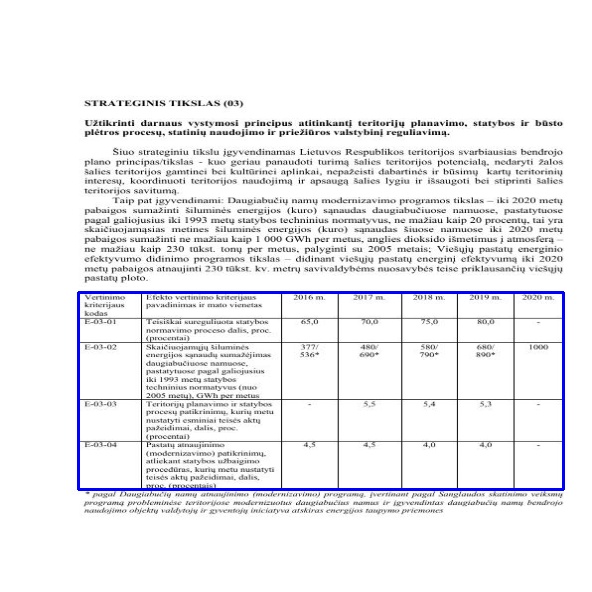 STRATEGINIS TIKSLAS (03)
Užtikrinti darnaus vystymosi principus atitinkantį teritorijų planavimo, statybos ir būsto
plėtros procesų, statinių naudojimo ir priežiūros valstybinį reguliavimą.
Šiuo strateginiu tikslu įgyvendinamas Lietuvos Respublikos teritorijos svarbiausias bendrojo
plano principas/tikslas - kuo geriau panaudoti turimą šalies teritorijos potencialą, nedaryti žalos
šalies teritorijos gamtinei bei kultūrinei aplinkai, nepažeisti dabartinės ir būsimų kartų teritorinių
interesų, koordinuoti teritorijos naudojimą ir apsaugą šalies lygiu ir išsaugoti bei stiprinti šalies
teritorijos savitumą.
Taip pat įgyvendinami: Daugiabučių namų modernizavimo programos tikslas – iki 2020 metų
pabaigos sumažinti šiluminės energijos (kuro) sąnaudas daugiabučiuose namuose, pastatytuose
pagal galiojusius iki 1993 metų statybos techninius normatyvus, ne mažiau kaip 20 procentų, tai yra
skaičiuojamąsias metines šiluminės energijos (kuro) sąnaudas šiuose namuose iki 2020 metų
pabaigos sumažinti ne mažiau kaip 1 000 GWh per metus, anglies dioksido išmetimus į atmosferą –
ne mažiau kaip 230 tūkst. tonų per metus, palyginti su 2005 metais; Viešųjų pastatų energinio
efektyvumo didinimo programos tikslas – didinant viešųjų pastatų energinį efektyvumą iki 2020
metų pabaigos atnaujinti 230 tūkst. kv. metrų savivaldybėms nuosavybės teise priklausančių viešųjų
pastatų ploto.
Vertinimo kriterijaus kodas Efekto vertinimo kriterijaus pavadinimas ir mato vienetas 2016 m. 2017 m. 2018 m. 2019 m. 2020 m.
E-03-01 Teisiškai sureguliuota statybos normavimo proceso dalis, proc. (procentai) 65,0 70,0 75,0 80,0 -
E-03-02 Skaičiuojamųjų šiluminės energijos sąnaudų sumažėjimas daugiabučiuose namuose, pastatytuose pagal galiojusius iki 1993 metų statybos techninius normatyvus (nuo 2005 metų), GWh per metus 377/ 536* 480/ 690* 580/ 790* 680/ 890* 1000
E-03-03 Teritorijų planavimo ir statybos procesų patikrinimų, kurių metu nustatyti esminiai teisės aktų pažeidimai, dalis, proc. (procentai) - 5,5 5,4 5,3 -
E-03-04 Pastatų atnaujinimo (modernizavimo) patikrinimų, atliekant statybos užbaigimo procedūras, kurių metu nustatyti teisės aktų pažeidimai, dalis, proc. (procentais) 4,5 4,5 4,0 4,0 -
* pagal Daugiabučių namų atnaujinimo (modernizavimo) programą, įvertinant pagal Sanglaudos skatinimo veiksmų
programą probleminėse teritorijose modernizuotus daugiabučius namus ir įgyvendintas daugiabučių namų bendrojo
naudojimo objektų valdytojų ir gyventojų iniciatyva atskiras energijos taupymo priemones